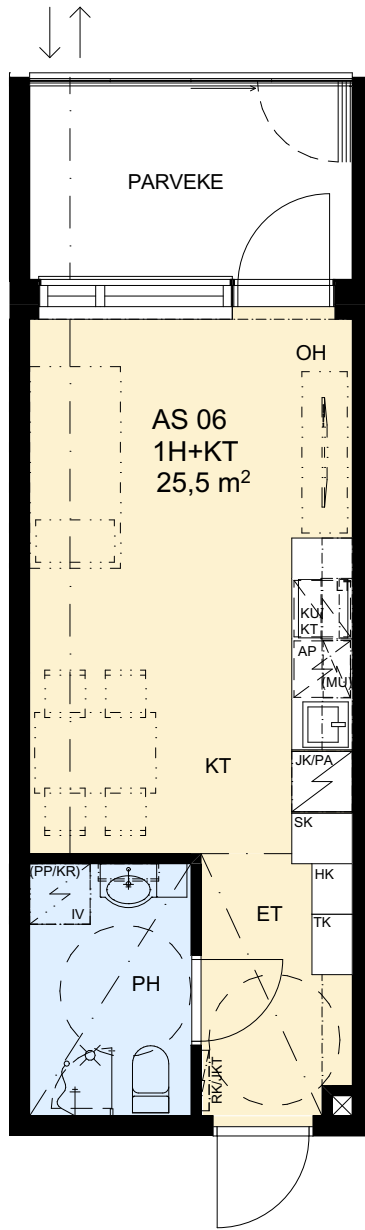 PARVEKE
OH
AS 06
1H+KT
25,5 m²
LT
KU/
KT
AP
(MU)
KT
JK/PA
SK
(PP/KR)
HK
IV
ET
TK
PH
RK/JKT